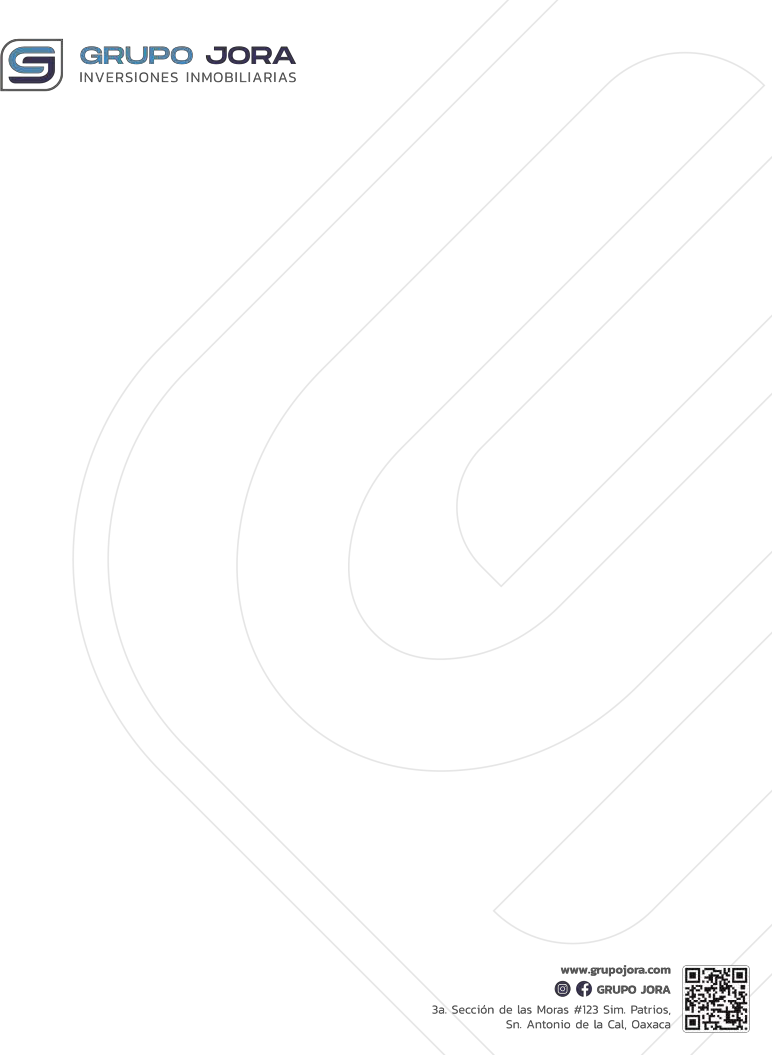 GRUPO JORA
INVERSIONES INMOBILIARIAS
www.grupojora.com
GRUPO JORA
3a. Sección de las Moras #123 Sim. Patrios,
Sn. Antonio de la Cal, Oaxaca